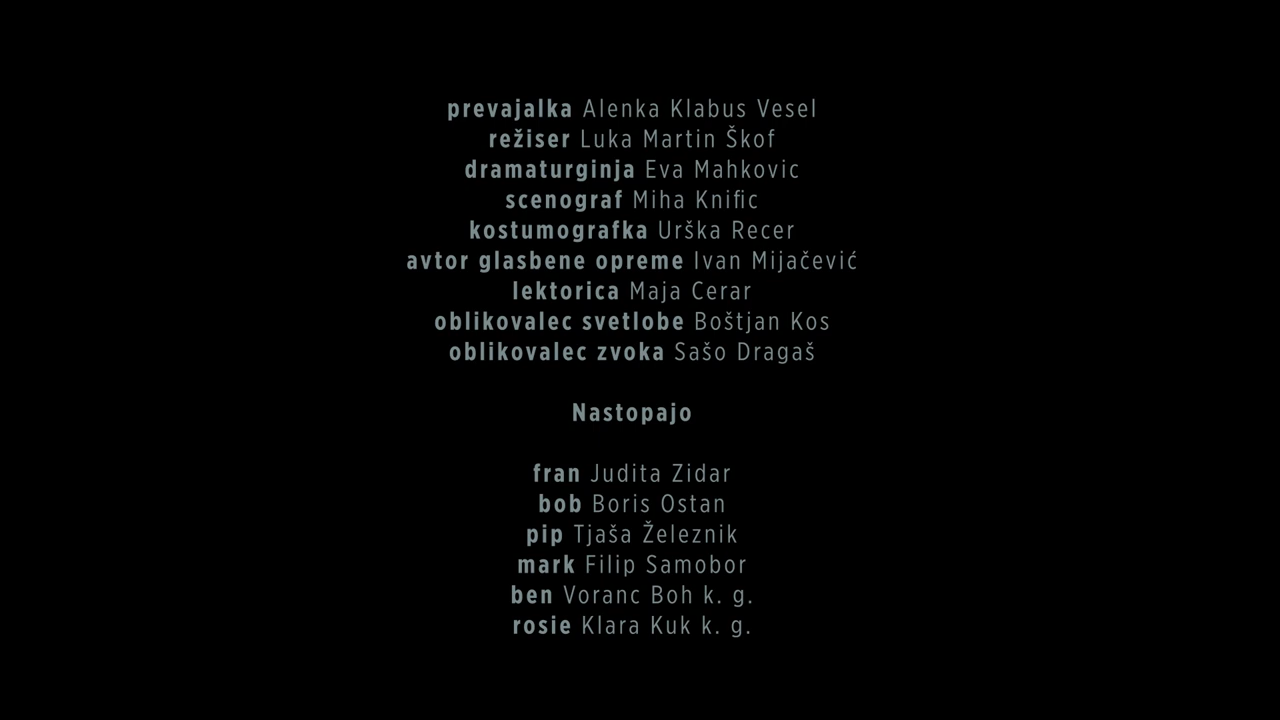 prevajalka Alenka Klabus Vesel
režiser Luka Martin Škof
dramaturginja Eva Mahkovic
scenograf Miha Knific
kostumografka Urška Recer
avtor glasbene opreme Ivan Mijačević
lektorica Maja Cerar
oblikovalec svetlobe Boštjan Kos
oblikovalec zvoka Sašo Dragaš
Nastopajo
fran Judita Zidar
bob Boris Ostan
pip Tjaša Železnik
mark Filip Samobor
ben Voranc Boh k. g.
rosie Klara Kuk k. g.